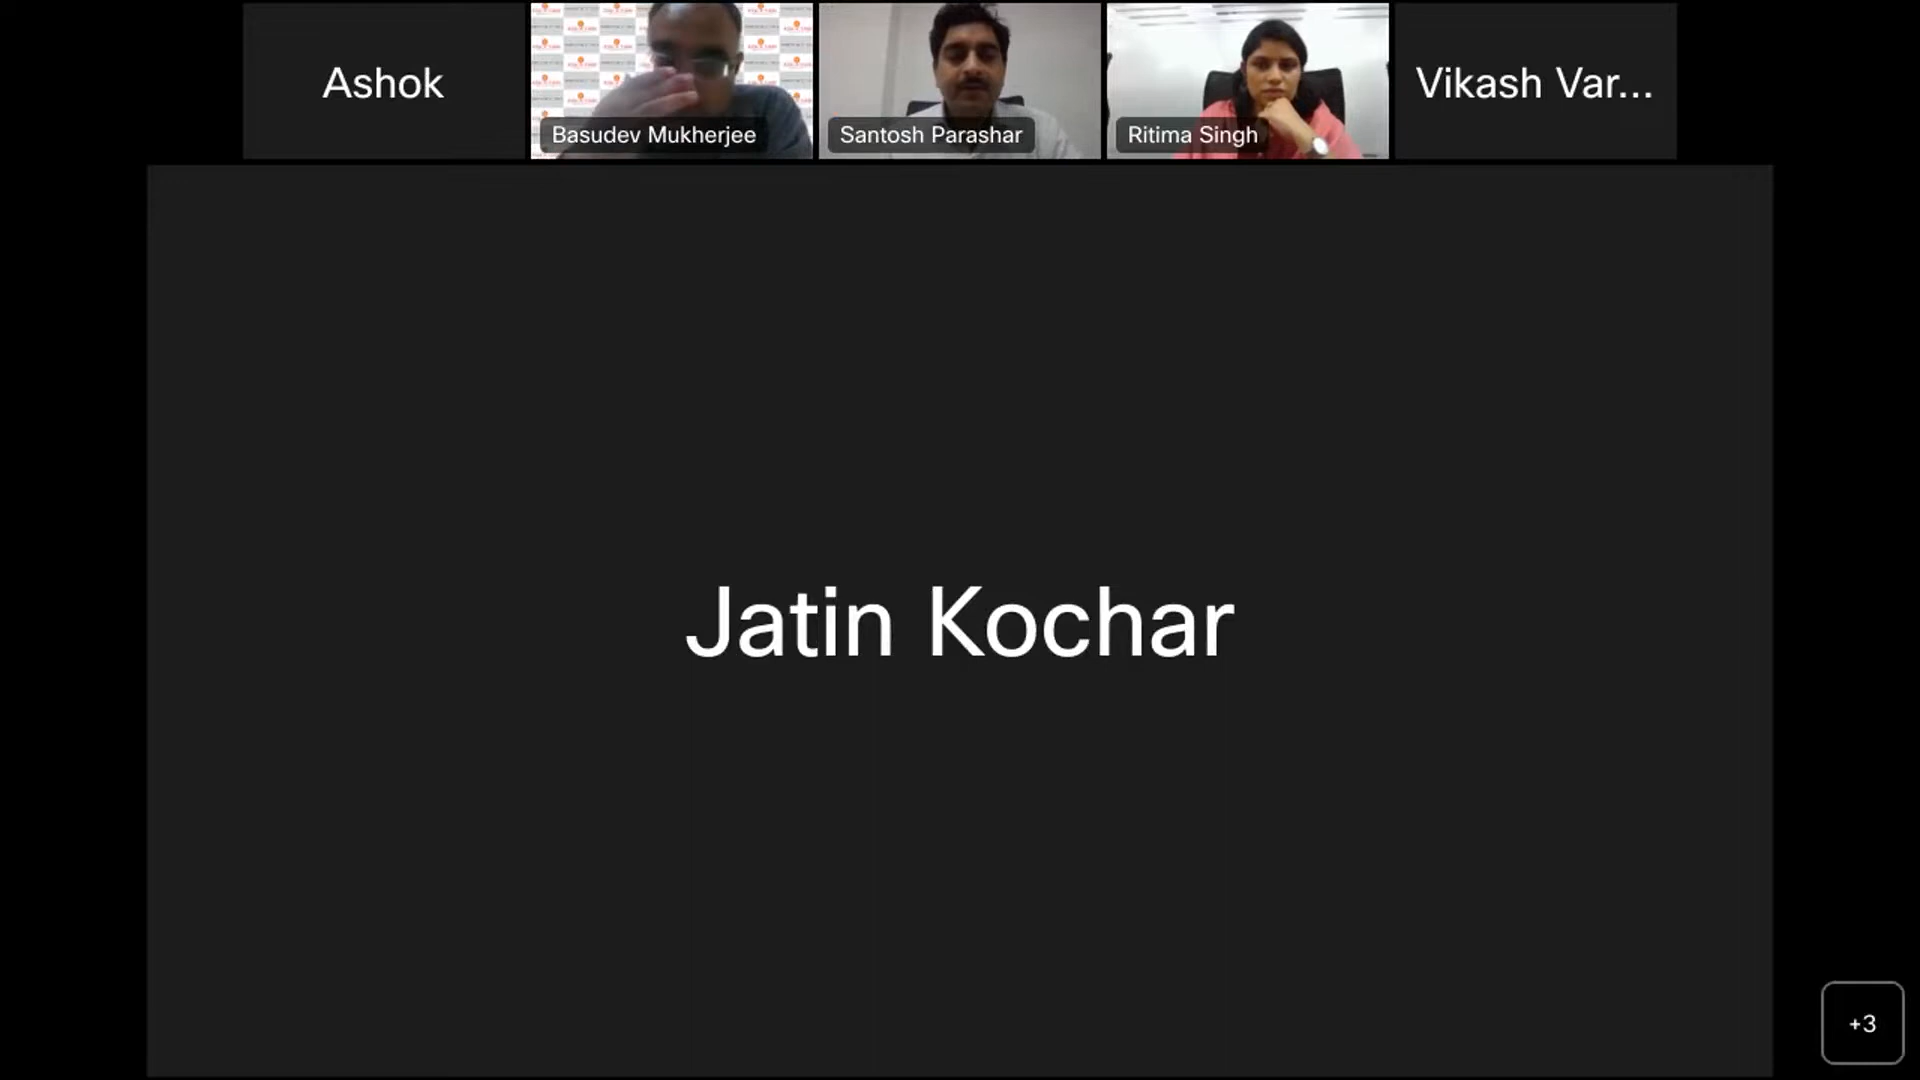 Ashok
Basudev Mukherjee
Santosh Parashar
Ritima Singh
Vikash Var...
Jatin Kochar
+3